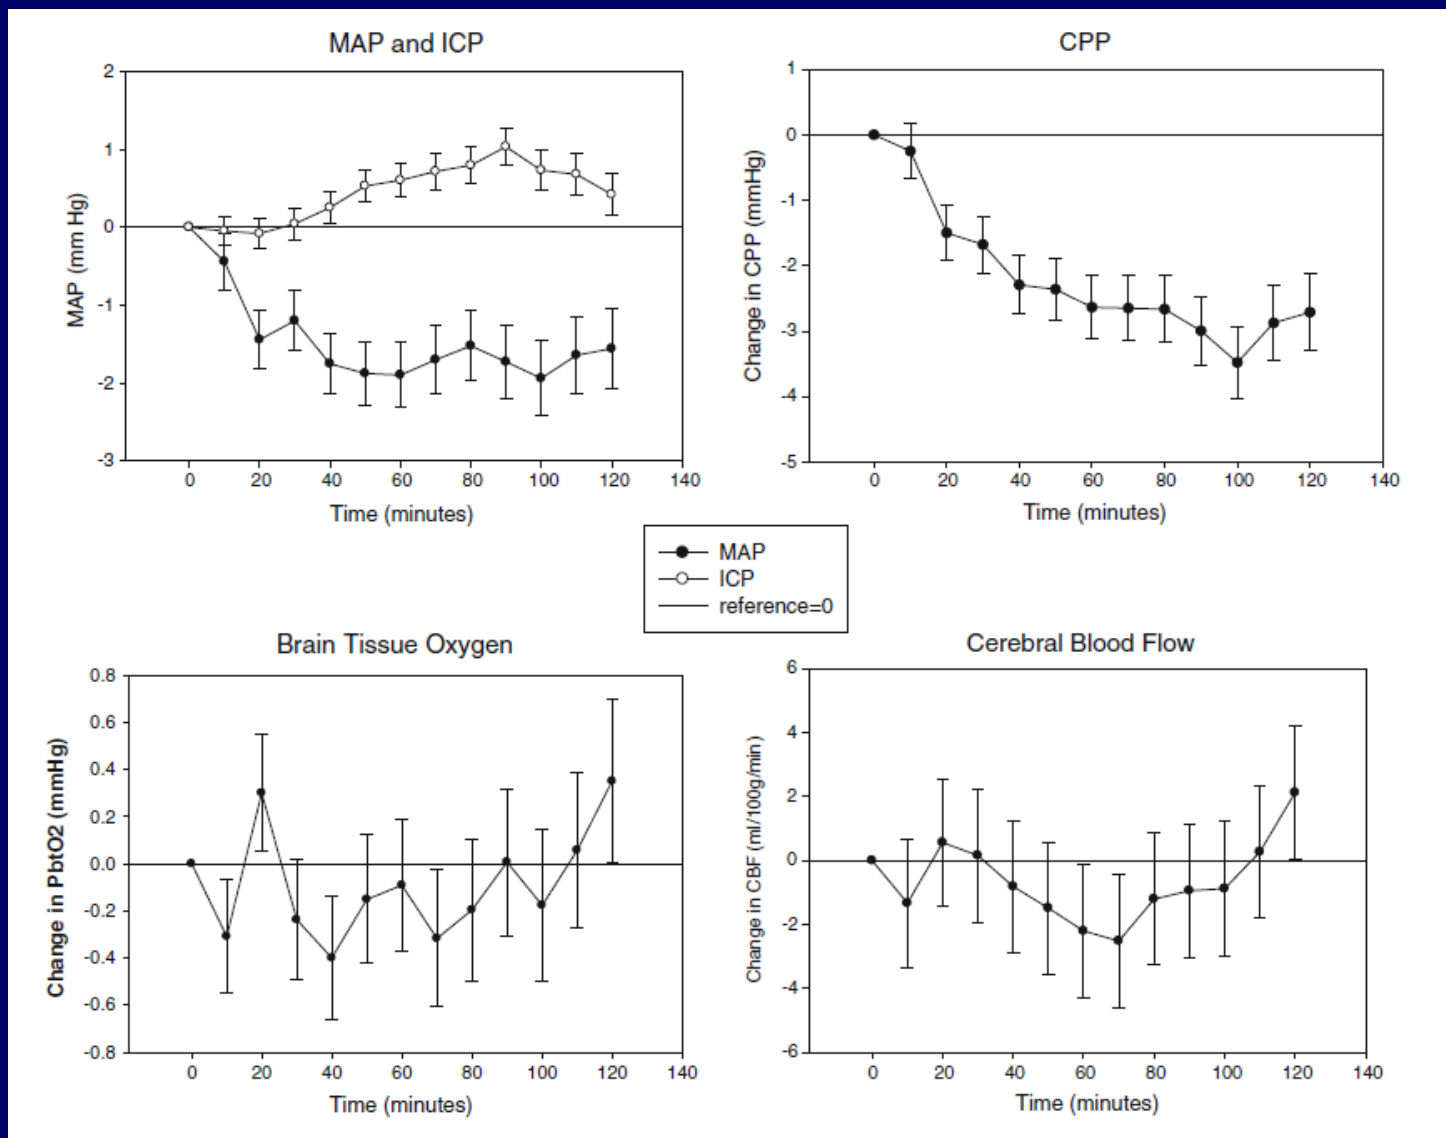 MAP and ICP
MAP (mm Hg)
2
1
0
-1
-2
-3
0 20 40 60 80 100 120 140
Time (minutes)
CPP
Change in CPP (mmHg)
1
0
-1
-2
-3
-4
-5
0 20 40 60 80 100 120 140
Time (minutes)
MAP
ICP
reference=0
Brain Tissue Oxygen
Change in PbtO2 (mmHg)
0.8
0.6
0.4
0.2
0.0
-0.2
-0.4
-0.6
-0.8
0 20 40 60 80 100 120 140
Time (minutes)
Cerebral Blood Flow
Change in CBF (ml/100g/min)
6
4
2
0
-2
-4
-6
0 20 40 60 80 100 120 140
Time (minutes)